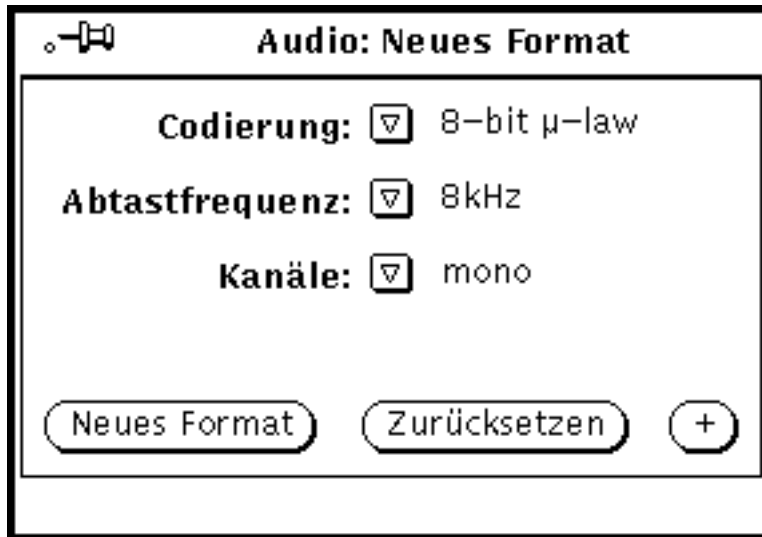 Audio: Neues Format
Codierung: 8-bit µ-law
Abtastfrequenz: 8kHz
Kanäle: mono
Neues Format Zurücksetzen +